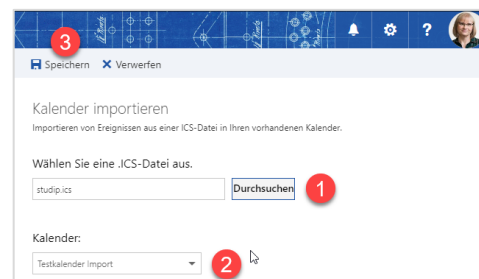 ?
3
Speichern Verwerfen
Kalender importieren
Importieren von Ereignissen aus einer ICS-Datei in Ihren vorhandenen Kalender.
Wählen Sie eine .ICS-Datei aus.
studip.ics Durchsuchen 1
Kalender:
Testkalender Import 2